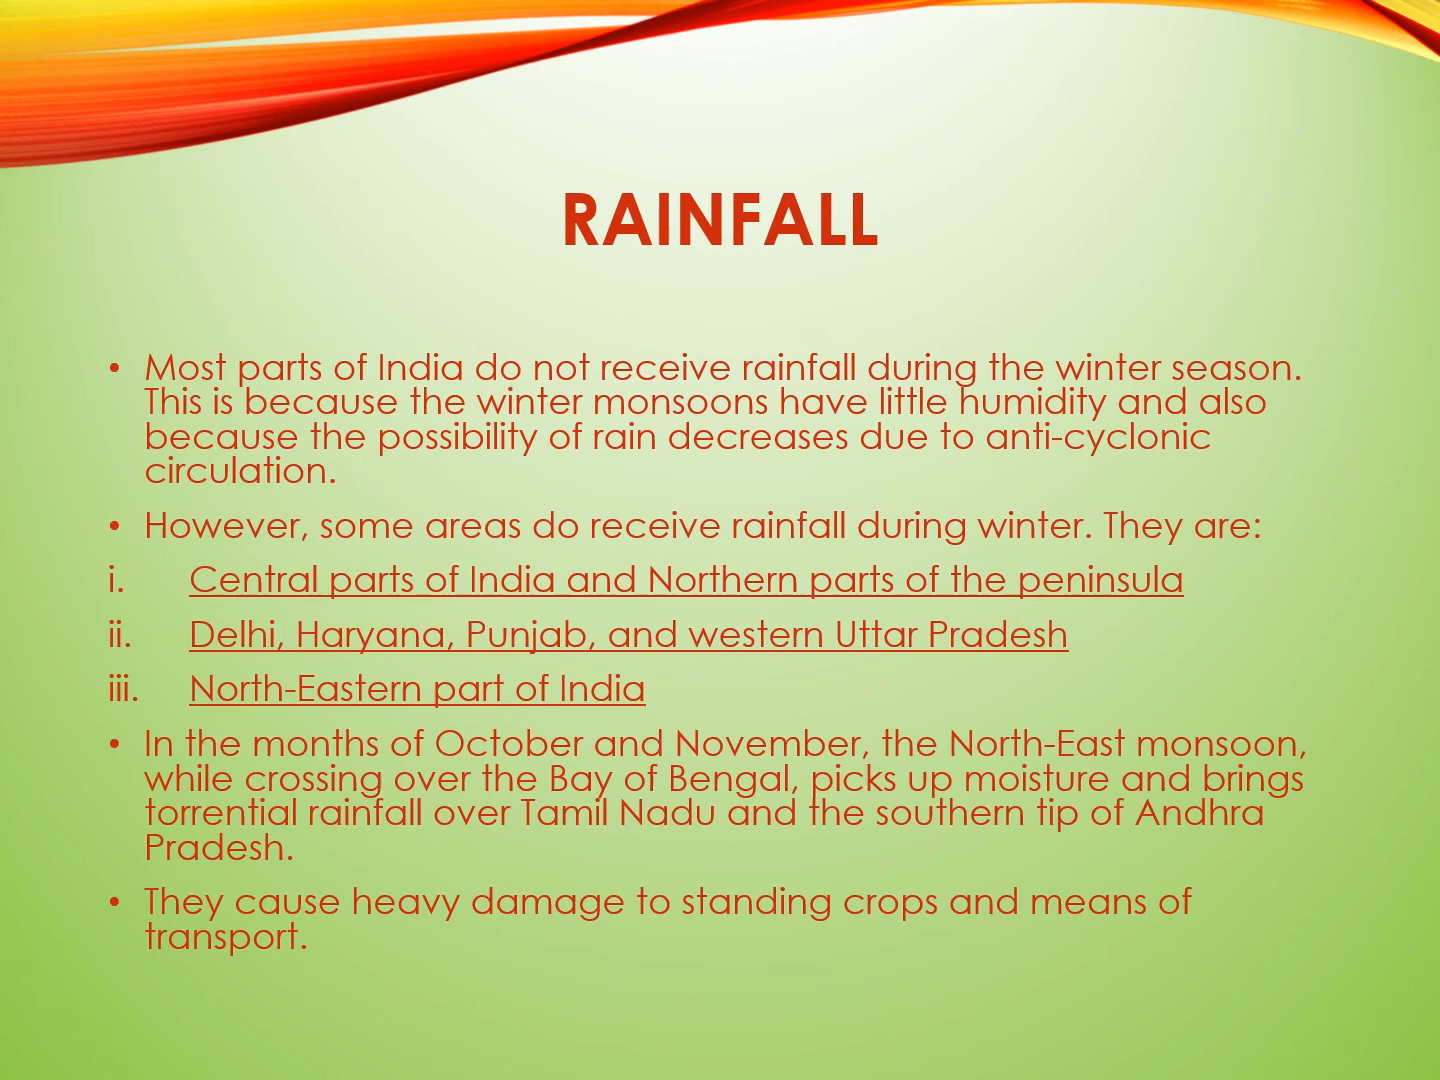 RAINFALL
• Most parts of India do not receive rainfall during the winter season.
This is because the winter monsoons have little humidity and also
because the possibility of rain decreases due to anti-cyclonic
circulation.
• However, some areas do receive rainfall during winter. They are:
i. Central parts of India and Northern parts of the peninsula
ii. Delhi, Haryana, Punjab, and western Uttar Pradesh
iii. North-Eastern part of India
• In the months of October and November, the North-East monsoon,
while crossing over the Bay of Bengal, picks up moisture and brings
torrential rainfall over Tamil Nadu and the southern tip of Andhra
Pradesh.
• They cause heavy damage to standing crops and means of
transport.